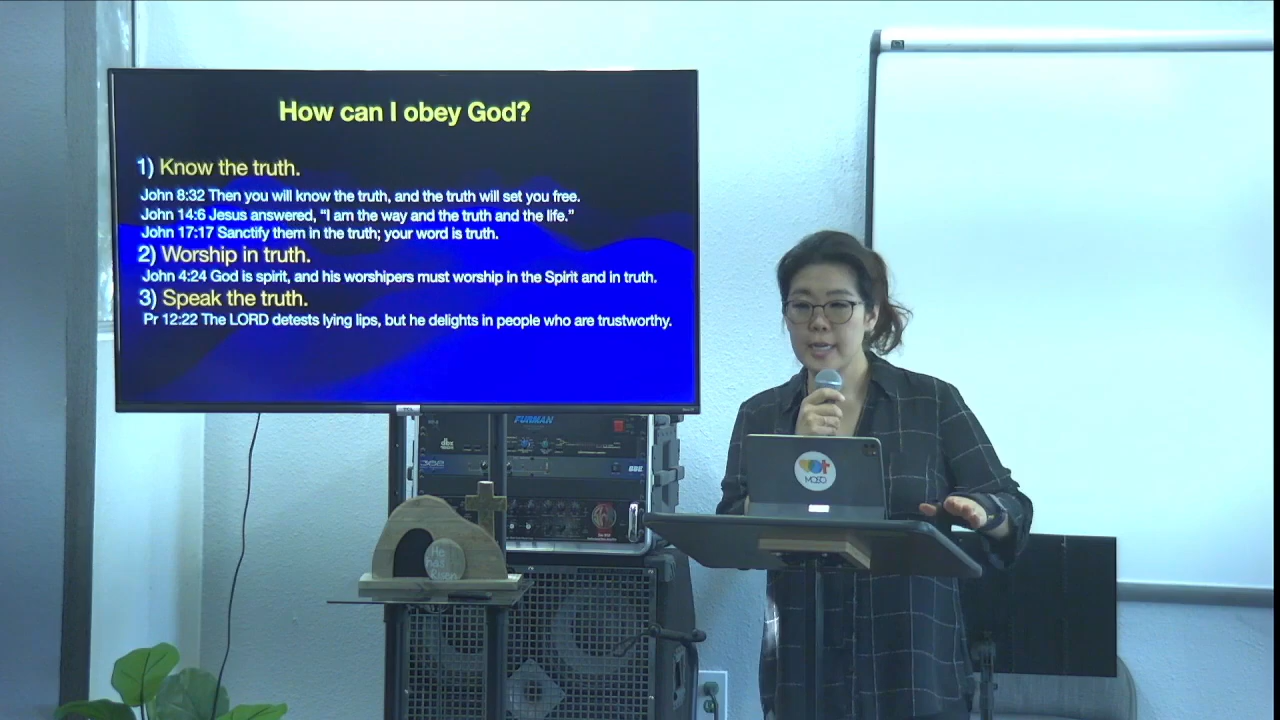 How can I obey God?
1) Know the truth.
John 8:32 Then you will know the truth, and the truth will set you free.
John 14:6 Jesus answered, “I am the way and the truth and the life.”
John 17:17 Sanctify them in the truth; your word is truth.
2) Worship in truth.
John 4:24 God is spirit, and his worshipers must worship in the Spirit and in truth.
3) Speak the truth.
Pr 12:22 The LORD detests lying lips, but he delights in people who are trustworthy.
FURMAN
dbx
BBE
MOSO
He
has
Risen